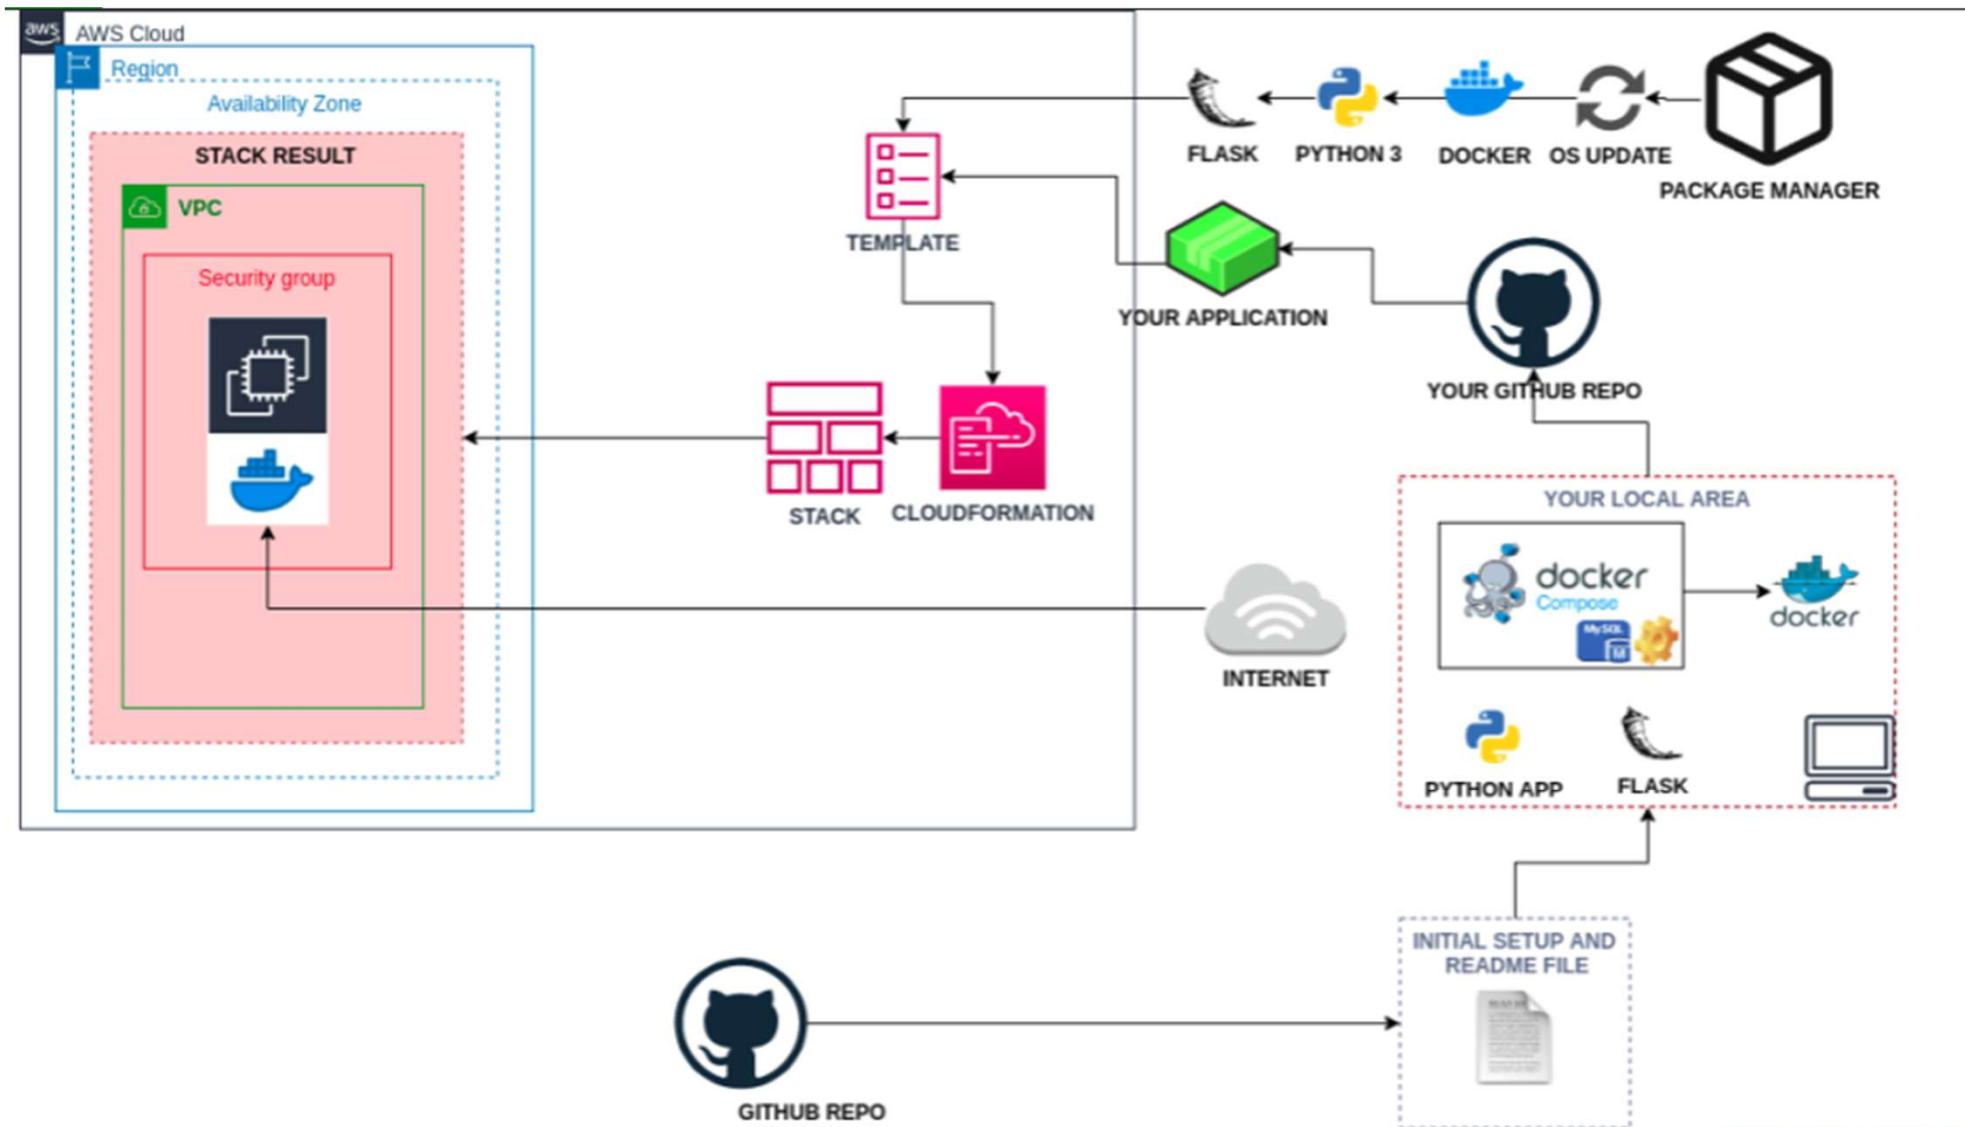 aws
AWS Cloud
Region
Availability Zone
STACK RESULT
VPC
Security group
TEMPLATE
STACK
CLOUDFORMATION
FLASK
PYTHON 3
DOCKER
OS UPDATE
PACKAGE MANAGER
YOUR APPLICATION
YOUR GITHUB REPO
INTERNET
YOUR LOCAL AREA
docker
Compose
MySQL
M
docker
PYTHON APP
FLASK
INITIAL SETUP AND
README FILE
GITHUB REPO